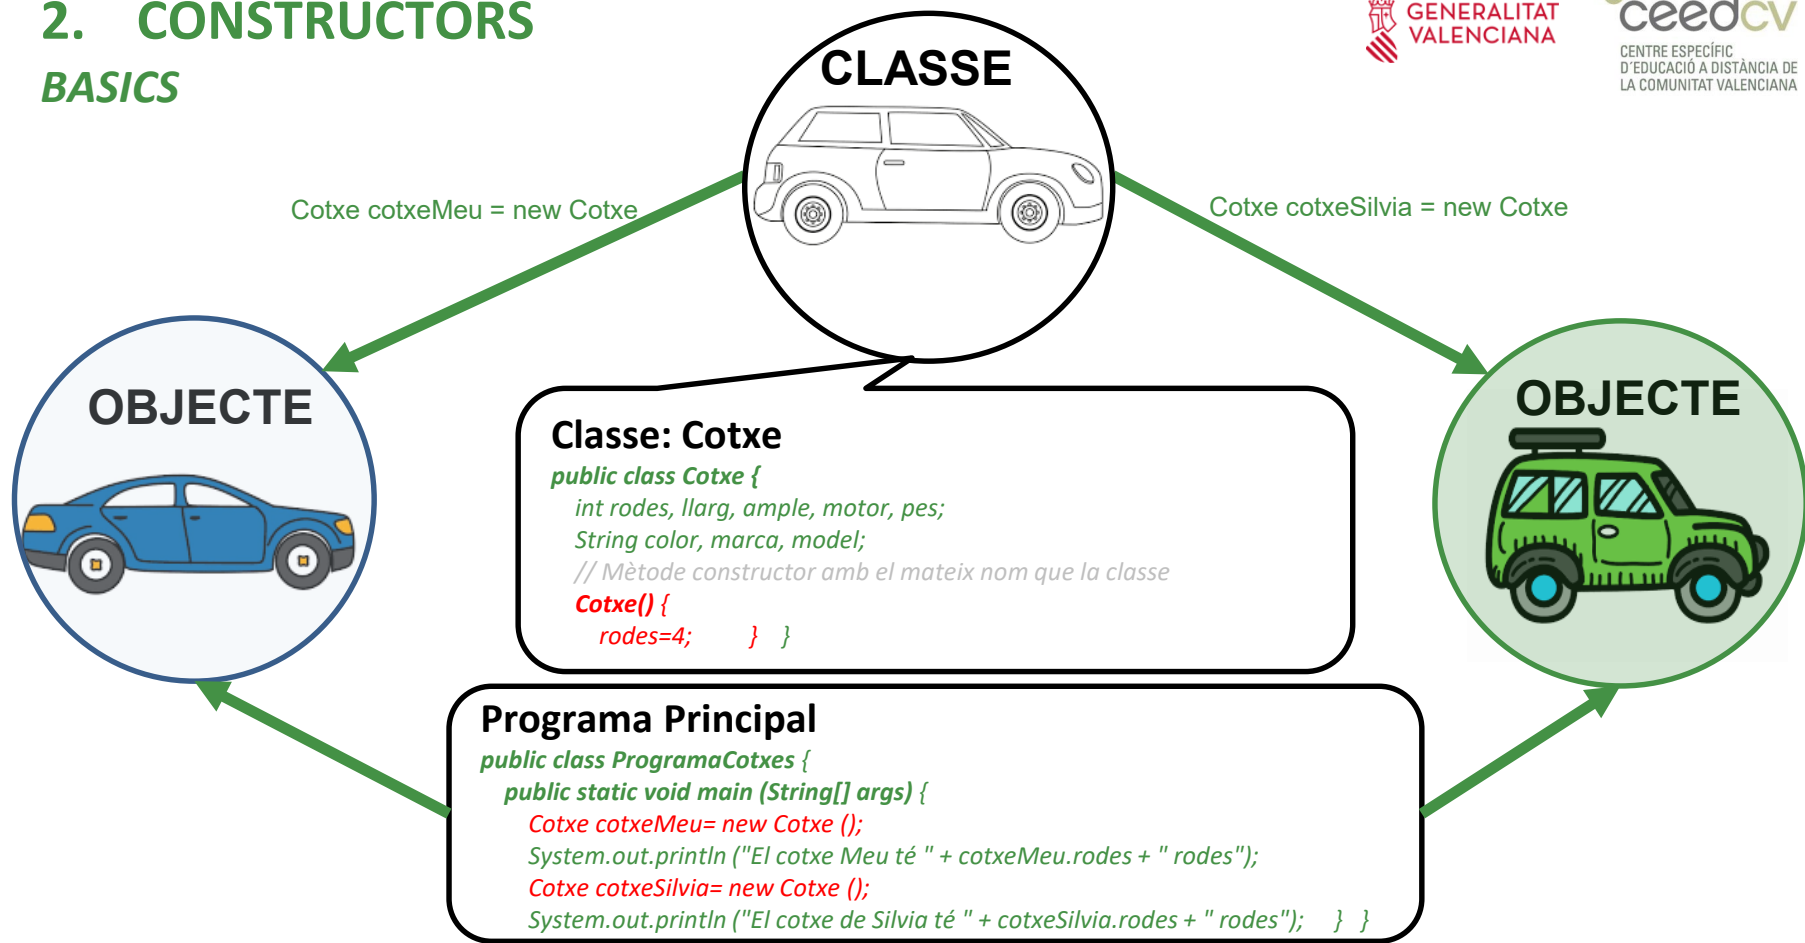 2. CONSTRUCTORS
BASICS
GENERALITAT
VALENCIANA
ceedcv
CENTRE ESPECÍFIC
D´EDUCACIÓ A DISTÀNCIA DE
LA COMUNITAT VALENCIANA
CLASSE
Cotxe cotxeMeu = new Cotxe
Cotxe cotxeSilvia = new Cotxe
OBJECTE
OBJECTE
Classe: Cotxe
public class Cotxe {
int rodes, llarg, ample, motor, pes;
String color, marca, model;
// Mètode constructor amb el mateix nom que la classe
Cotxe() {
rodes=4; } }
Programa Principal
public class ProgramaCotxes {
public static void main (String[] args) {
Cotxe cotxeMeu= new Cotxe ();
System.out.println ("El cotxe Meu té " + cotxeMeu.rodes + " rodes");
Cotxe cotxeSilvia= new Cotxe ();
System.out.println ("El cotxe de Silvia té " + cotxeSilvia.rodes + " rodes"); } }